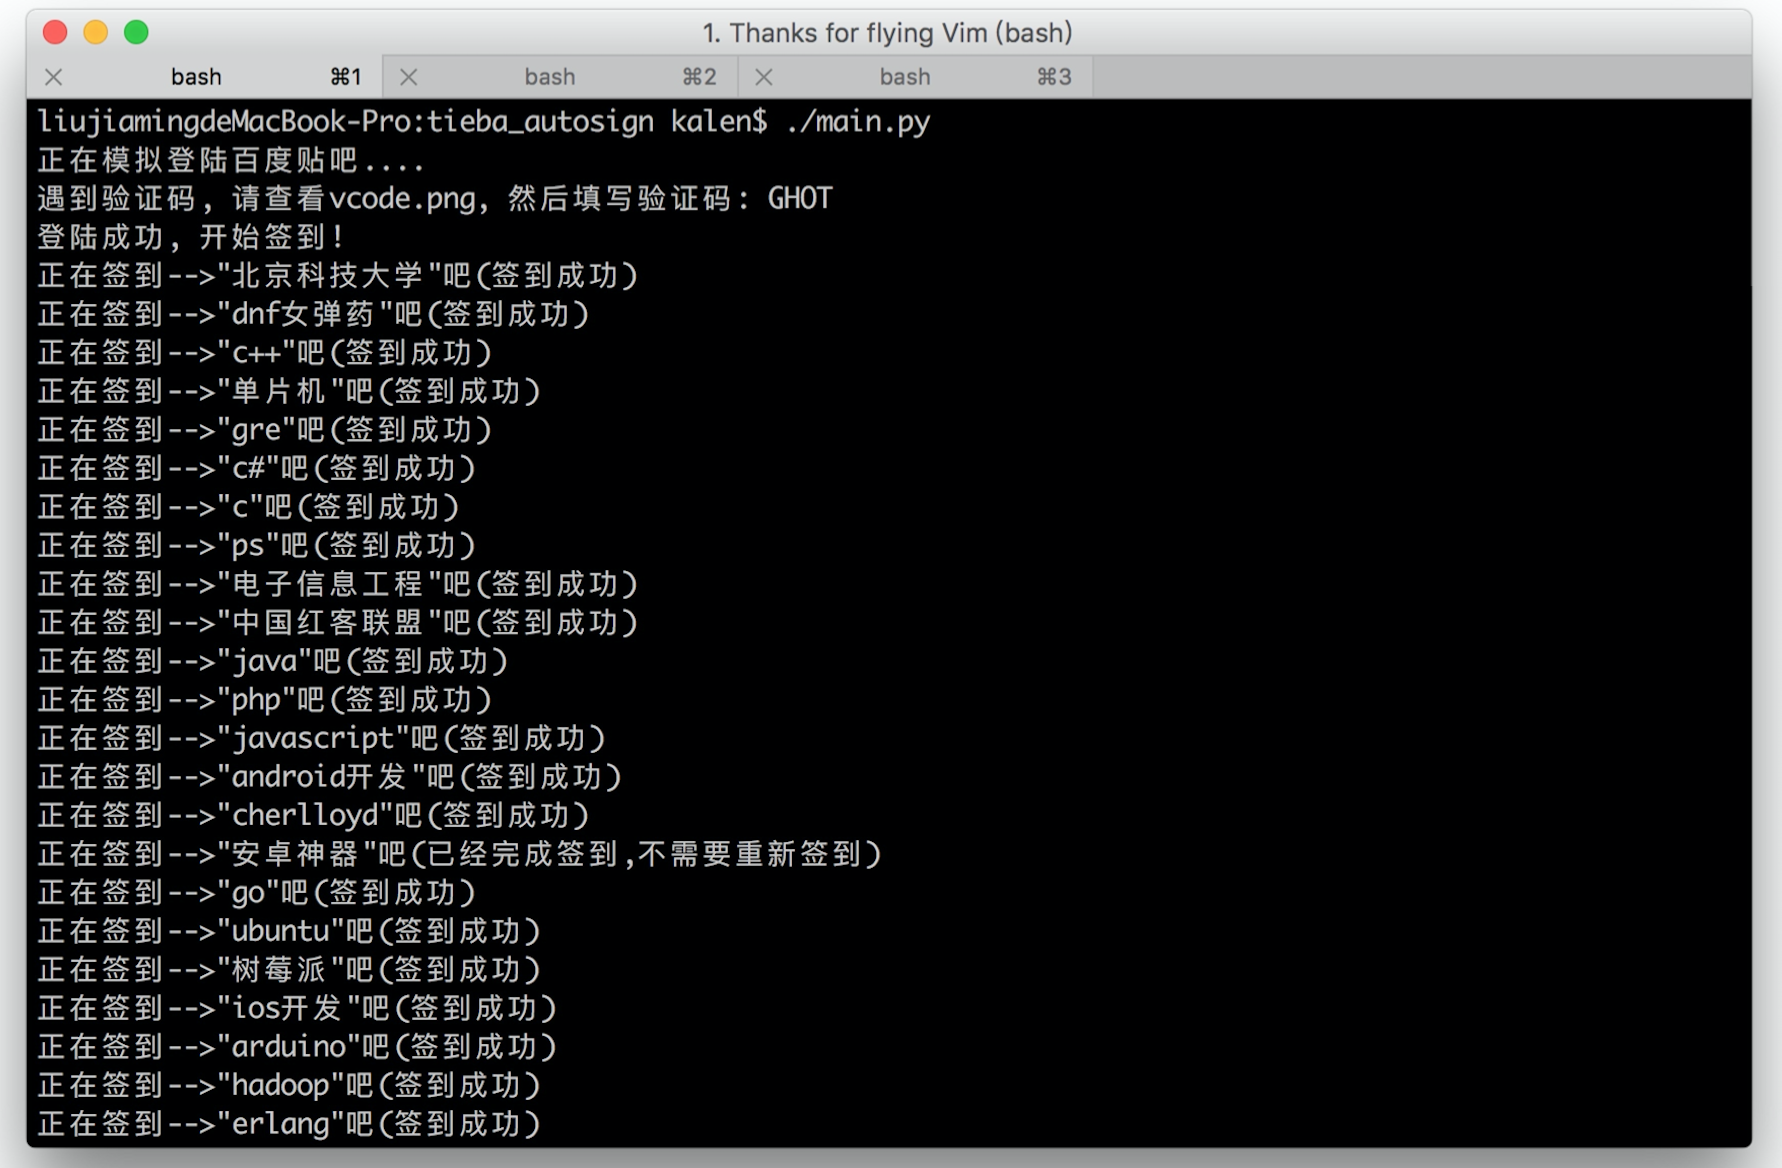 1. Thanks for flying Vim (bash)
bash ⌘1 bash ⌘2 bash ⌘3
liujiamingdeMacBook-Pro:tieba_autosign kalen$ ./main.py
正在模拟登陆百度贴吧....
遇到验证码，请查看vcode.png，然后填写验证码：GHOT
登陆成功，开始签到！
正在签到-->"北京科技大学"吧(签到成功)
正在签到-->"dnf女弹药"吧(签到成功)
正在签到-->"c++"吧(签到成功)
正在签到-->"单片机"吧(签到成功)
正在签到-->"gre"吧(签到成功)
正在签到-->"c#"吧(签到成功)
正在签到-->"c"吧(签到成功)
正在签到-->"ps"吧(签到成功)
正在签到-->"电子信息工程"吧(签到成功)
正在签到-->"中国红客联盟"吧(签到成功)
正在签到-->"java"吧(签到成功)
正在签到-->"php"吧(签到成功)
正在签到-->"javascript"吧(签到成功)
正在签到-->"android开发"吧(签到成功)
正在签到-->"cherlloyd"吧(签到成功)
正在签到-->"安卓神器"吧(已经完成签到,不需要重新签到)
正在签到-->"go"吧(签到成功)
正在签到-->"ubuntu"吧(签到成功)
正在签到-->"树莓派"吧(签到成功)
正在签到-->"ios开发"吧(签到成功)
正在签到-->"arduino"吧(签到成功)
正在签到-->"hadoop"吧(签到成功)
正在签到-->"erlang"吧(签到成功)